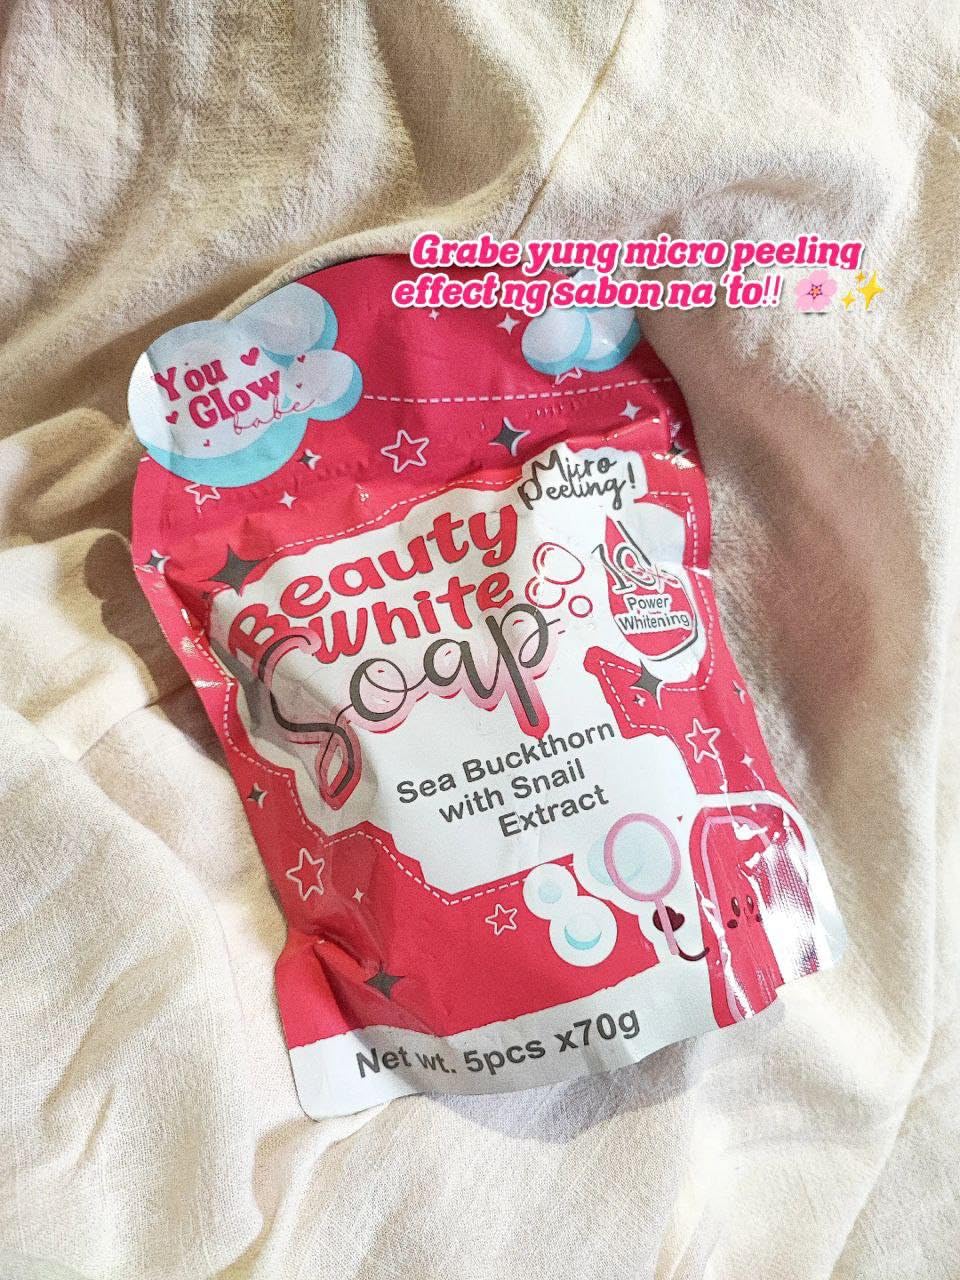 Grabe yung micro peeling
effect ng sabon na 'to!! 🌸✨
You
Glow
babe
Micro
Peeling!
Beauty
White
Soap
Power
Whitening
Sea Buckthorn
with Snail
Extract
Net wt. 5pcs x70g